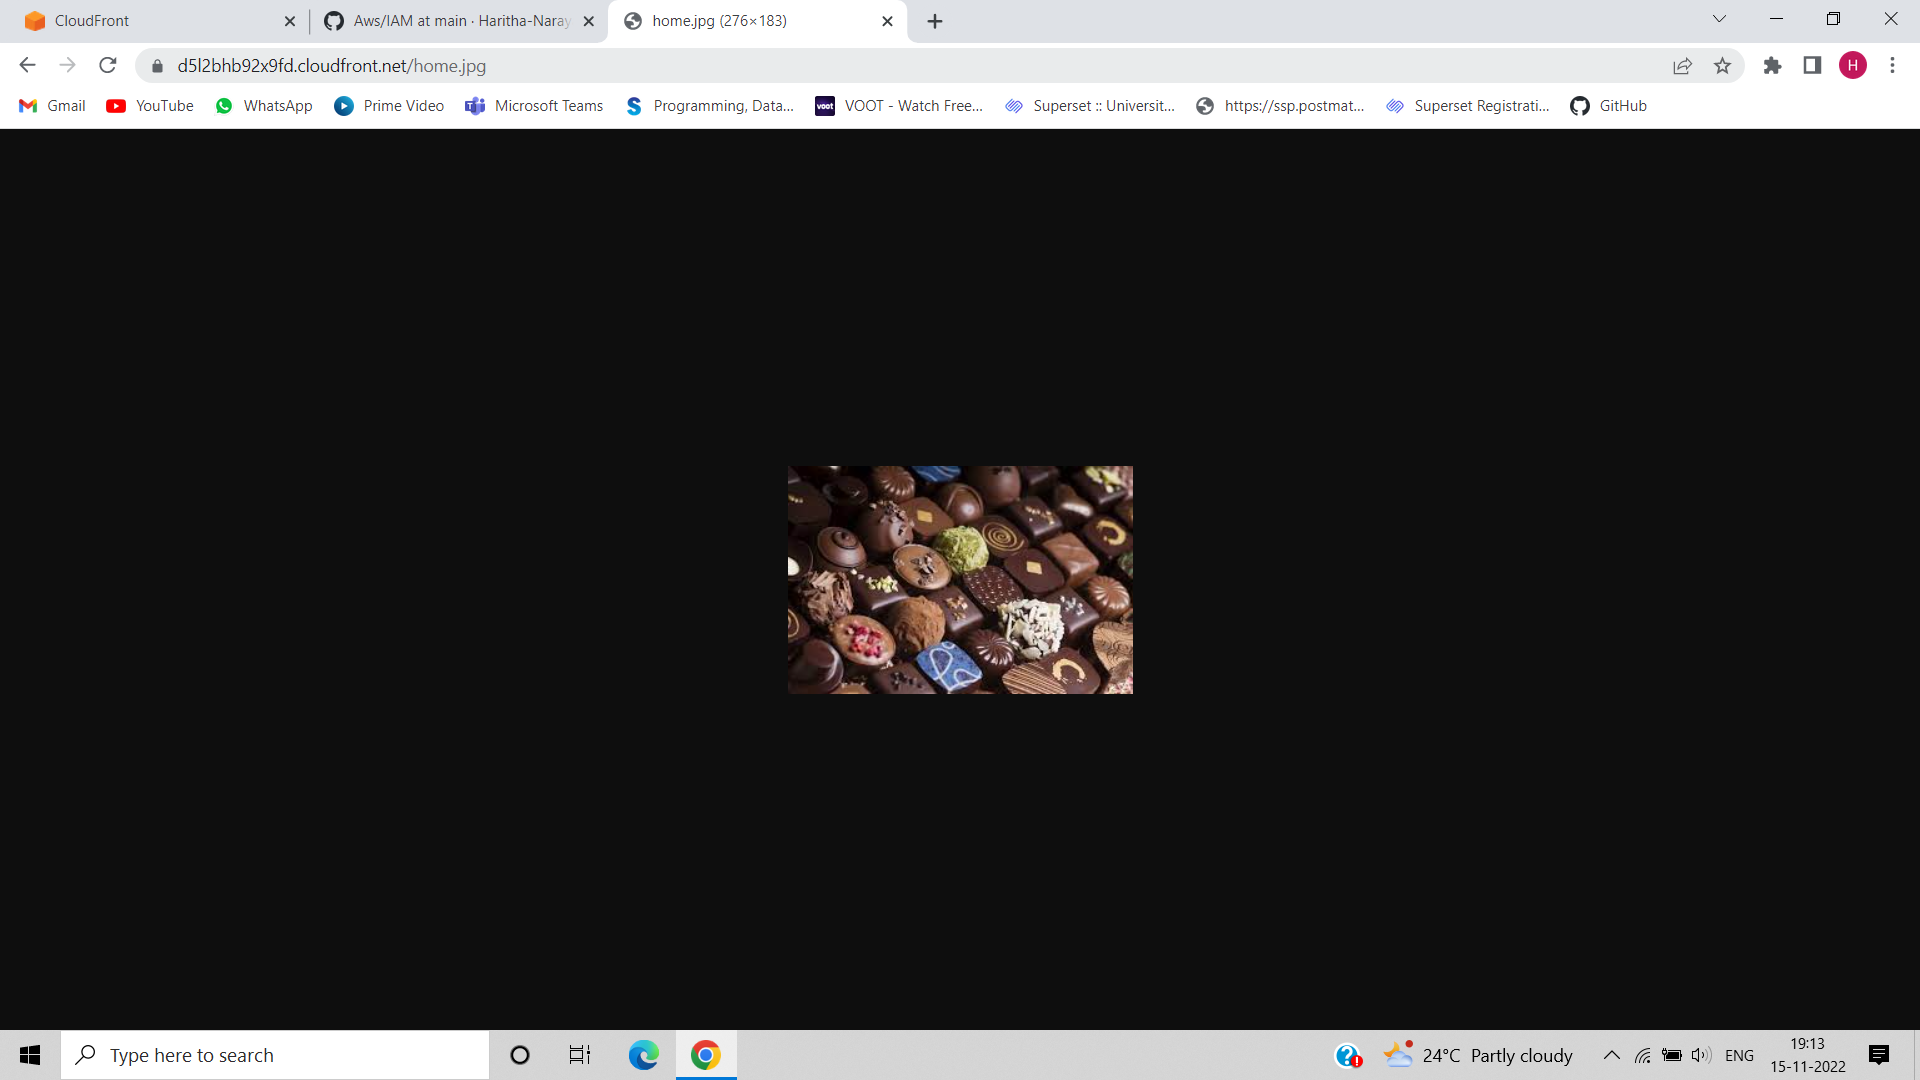 CloudFront
Aws/IAM at main · Haritha-Naray
home.jpg (276×183)
d5l2bhb92x9fd.cloudfront.net/home.jpg
H
Gmail
YouTube
WhatsApp
Prime Video
Microsoft Teams
Programming, Data...
voot
VOOT - Watch Free...
Superset :: Universit...
https://ssp.postmat...
Superset Registrati...
GitHub
Type here to search
24°C Partly cloudy
ENG
19:13
15-11-2022